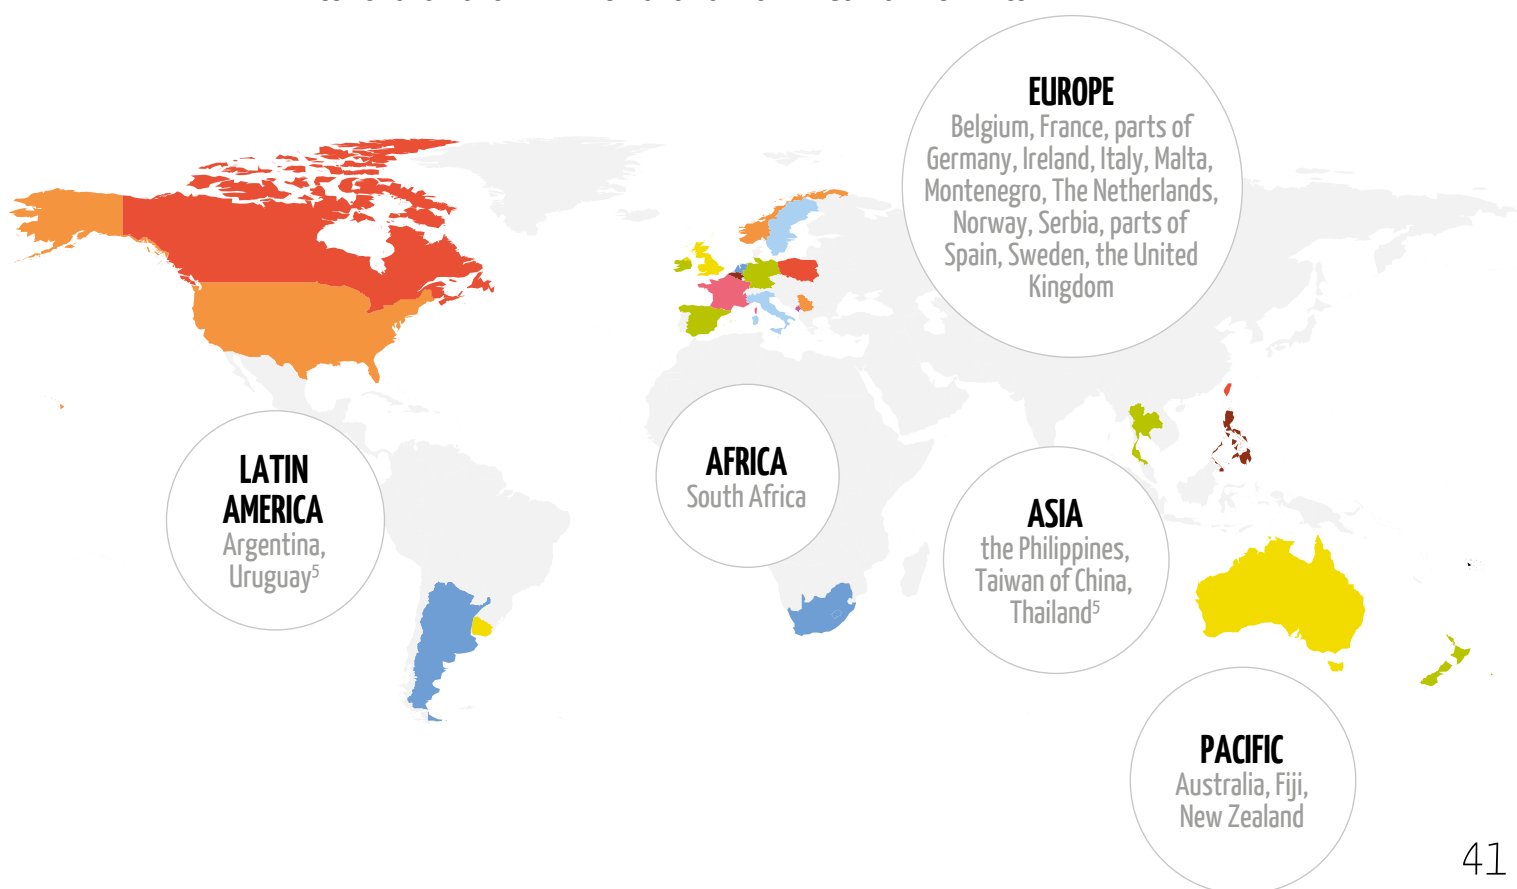 EUROPE
Belgium, France, parts of
Germany, Ireland, Italy, Malta,
Montenegro, The Netherlands,
Norway, Serbia, parts of
Spain, Sweden, the United
Kingdom
LATIN
AMERICA
Argentina,
Uruguay⁵
AFRICA
South Africa
ASIA
the Philippines,
Taiwan of China,
Thailand⁵
PACIFIC
Australia, Fiji,
New Zealand
41